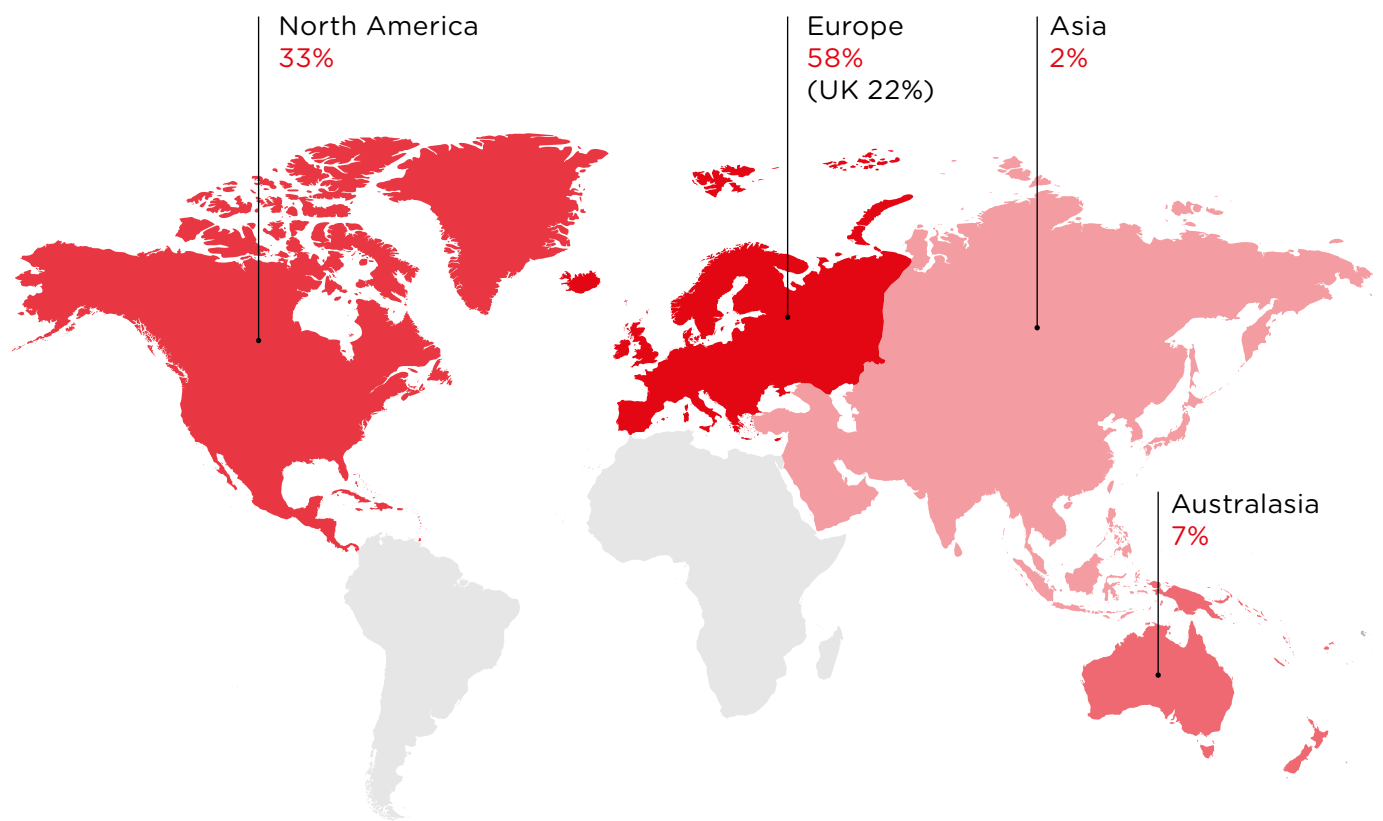 North America
33%
Europe
58%
(UK 22%)
Asia
2%
Australasia
7%